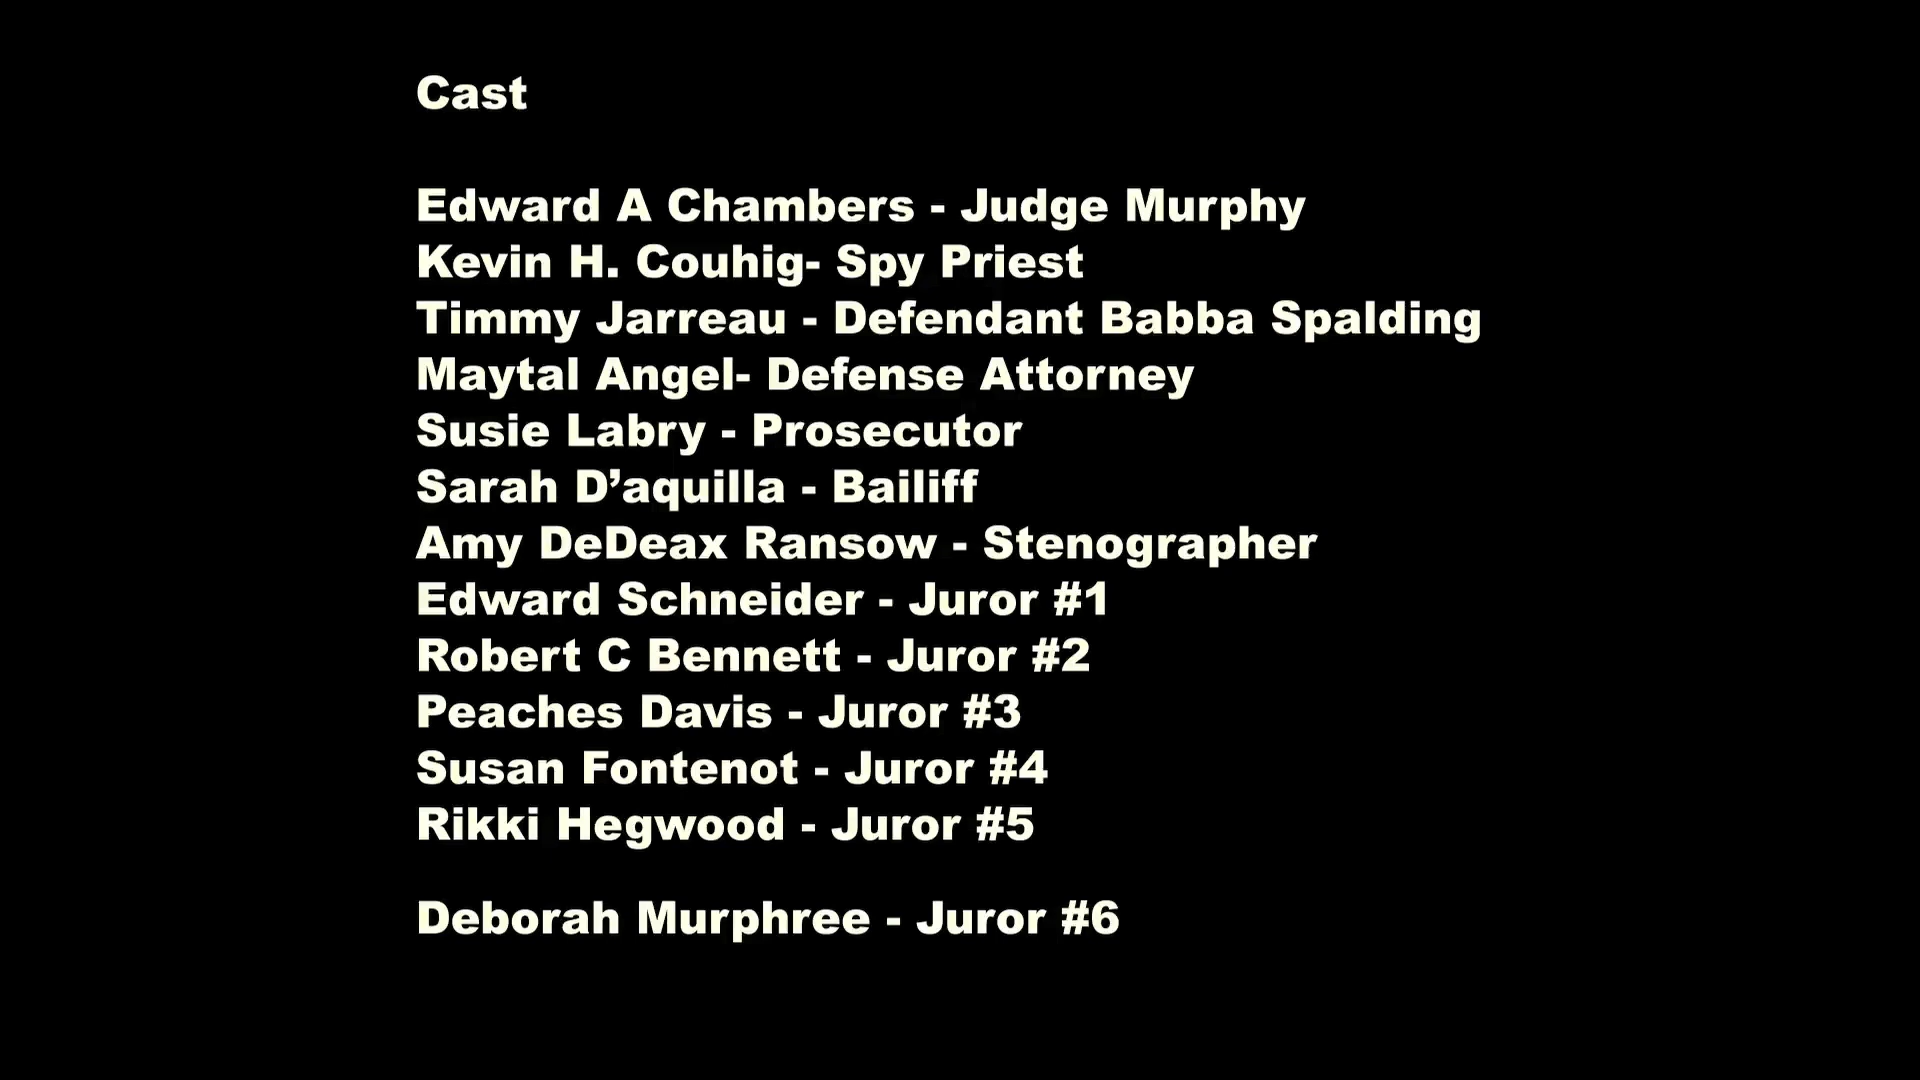 Cast
Edward A Chambers - Judge Murphy
Kevin H. Couhig- Spy Priest
Timmy Jarreau - Defendant Babba Spalding
Maytal Angel- Defense Attorney
Susie Labry - Prosecutor
Sarah D’aquilla - Bailiff
Amy DeDeax Ransow - Stenographer
Edward Schneider - Juror #1
Robert C Bennett - Juror #2
Peaches Davis - Juror #3
Susan Fontenot - Juror #4
Rikki Hegwood - Juror #5
Deborah Murphree - Juror #6